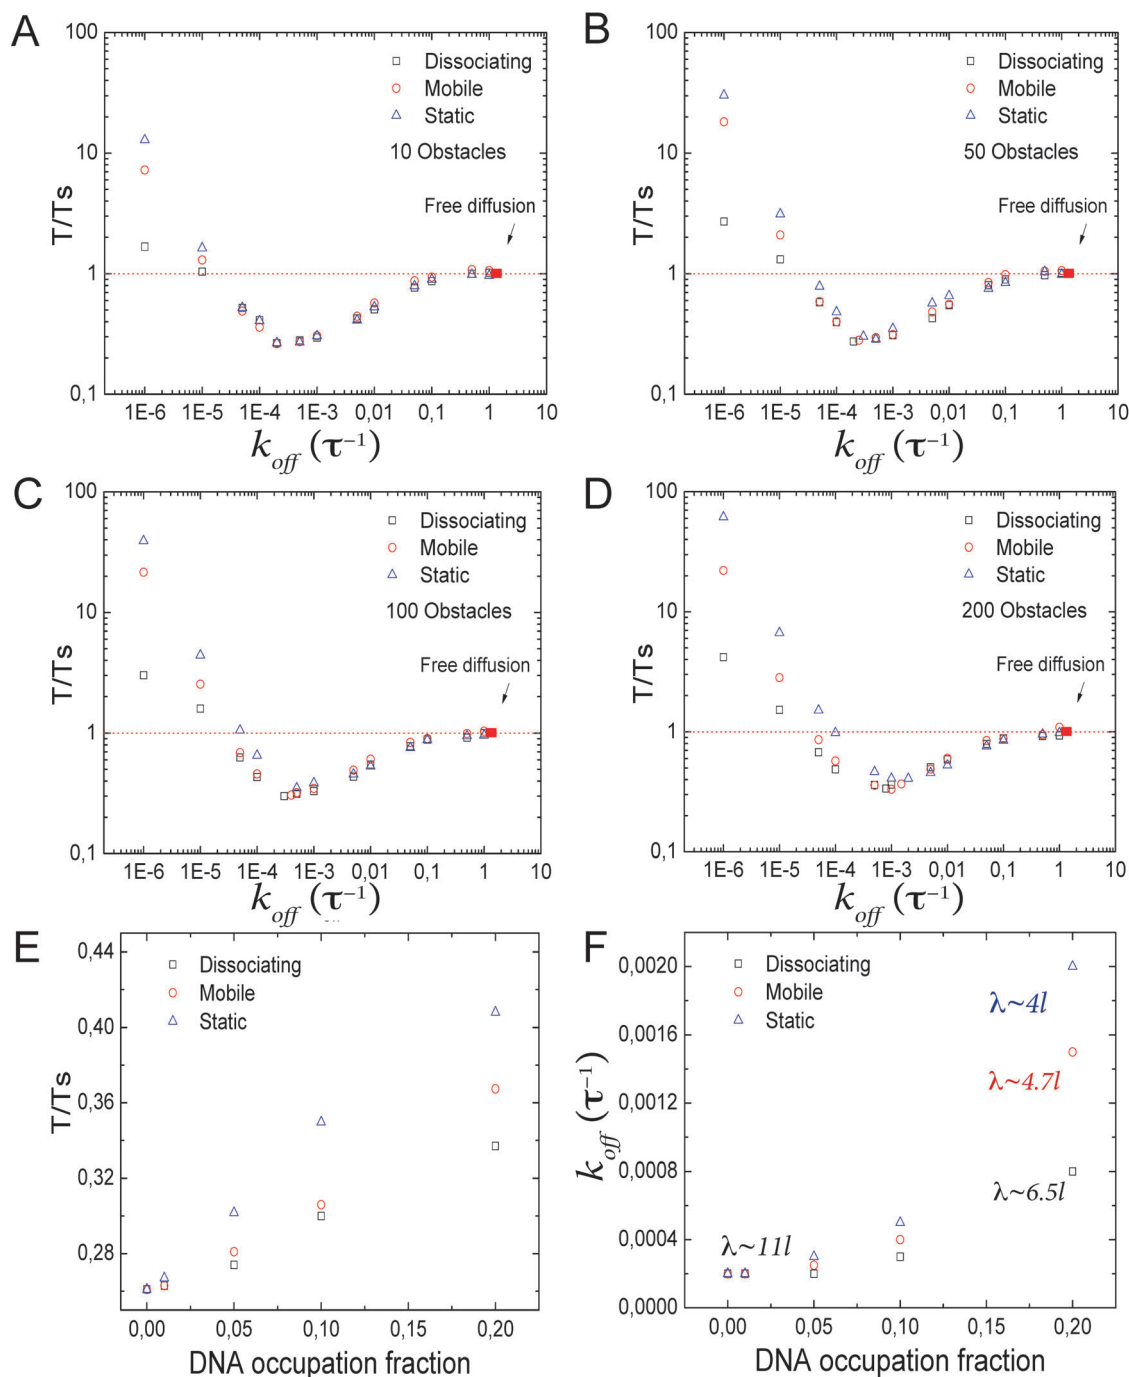 A
100
10
1
0,1
T/Ts
Dissociating
Mobile
Static
10 Obstacles
Free diffusion
1E-6 1E-5 1E-4 1E-3 0,01 0,1 1 10
k_off (τ⁻¹)
B
100
10
1
0,1
T/Ts
Dissociating
Mobile
Static
50 Obstacles
Free diffusion
1E-6 1E-5 1E-4 1E-3 0,01 0,1 1 10
k_off (τ⁻¹)
C
100
10
1
0,1
T/Ts
Dissociating
Mobile
Static
100 Obstacles
Free diffusion
1E-6 1E-5 1E-4 1E-3 0,01 0,1 1 10
k_off (τ⁻¹)
D
100
10
1
0,1
T/Ts
Dissociating
Mobile
Static
200 Obstacles
Free diffusion
1E-6 1E-5 1E-4 1E-3 0,01 0,1 1 10
k_off (τ⁻¹)
E
0,44
0,40
0,36
0,32
0,28
T/Ts
Dissociating
Mobile
Static
0,00 0,05 0,10 0,15 0,20
DNA occupation fraction
F
0,0020
0,0016
0,0012
0,0008
0,0004
0,0000
k_off (τ⁻¹)
Dissociating
Mobile
Static
λ~4l
λ~4.7l
λ~6.5l
λ~11l
0,00 0,05 0,10 0,15 0,20
DNA occupation fraction